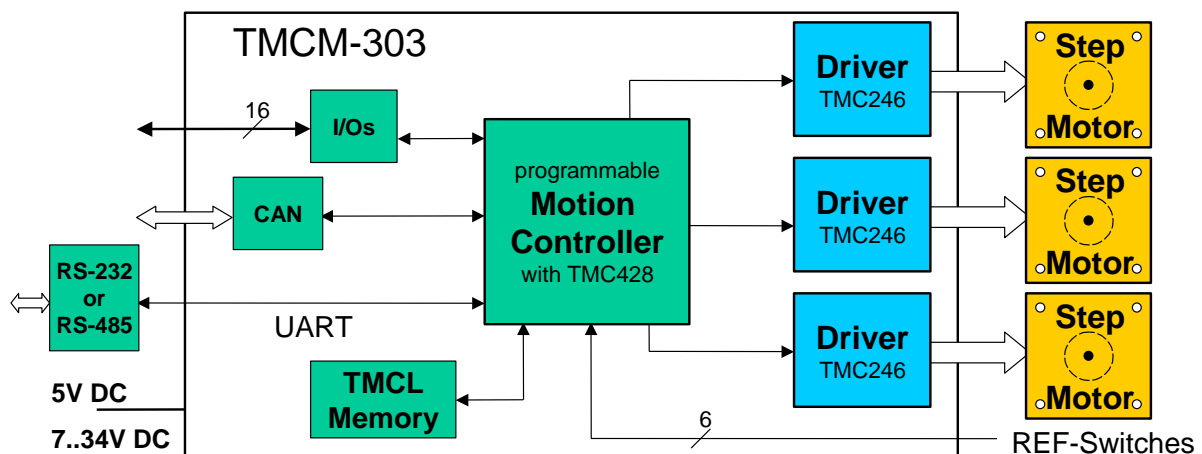 TMCM-303
16
I/Os
CAN
RS-232
or
RS-485
UART
TMCL
Memory
5V DC
7..34V DC
programmable
Motion
Controller
with TMC428
Driver
TMC246
Step
Motor
Driver
TMC246
Step
Motor
Driver
TMC246
Step
Motor
6
REF-Switches